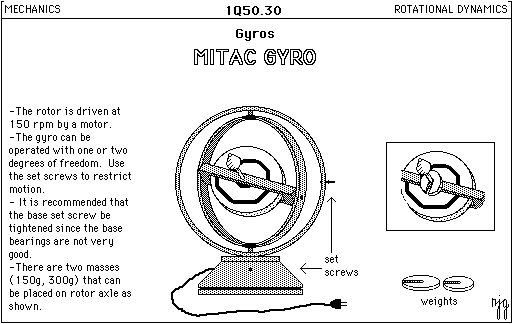 MECHANICS
1Q50.30
ROTATIONAL DYNAMICS
Gyros
MITAC GYRO
-The rotor is driven at
150 rpm by a motor.
-The gyro can be
operated with one or two
degrees of freedom. Use
the set screws to restrict
motion.
- It is recommended that
the base set screw be
tightened since the base
bearings are not very
good.
-There are two masses
(150g, 300g) that can
be placed on rotor axle as
shown.
set
screws
weights
njg